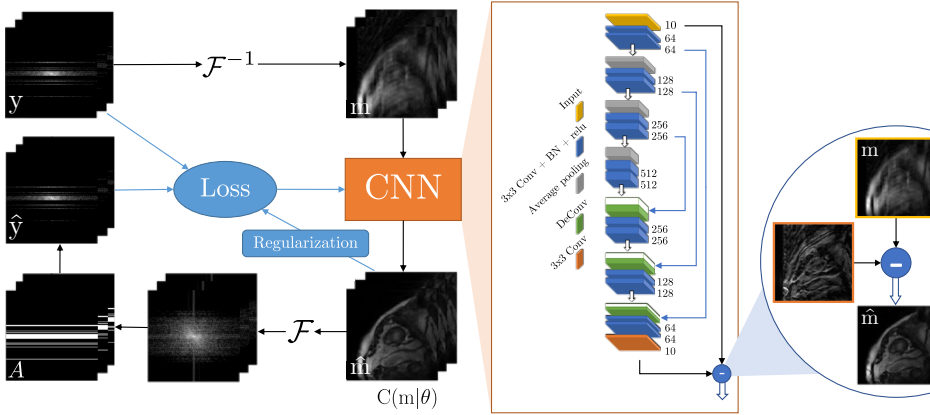 y
𝓕⁻¹
m
ŷ
Loss
CNN
Regularization
A
𝓕
m̂
C(m|θ)
Input
3x3 Conv + BN + relu
Average pooling
DeConv
3x3 Conv
10
64
64
128
128
256
256
512
512
256
256
128
128
64
64
10
-
m
-
m̂